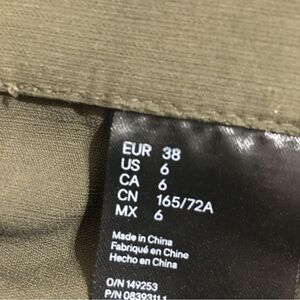 EUR 38
US 6
CA 6
CN 165/72A
MX 6
Made in China
Fabriqué en Chine
Hecho en China
O/N 149253